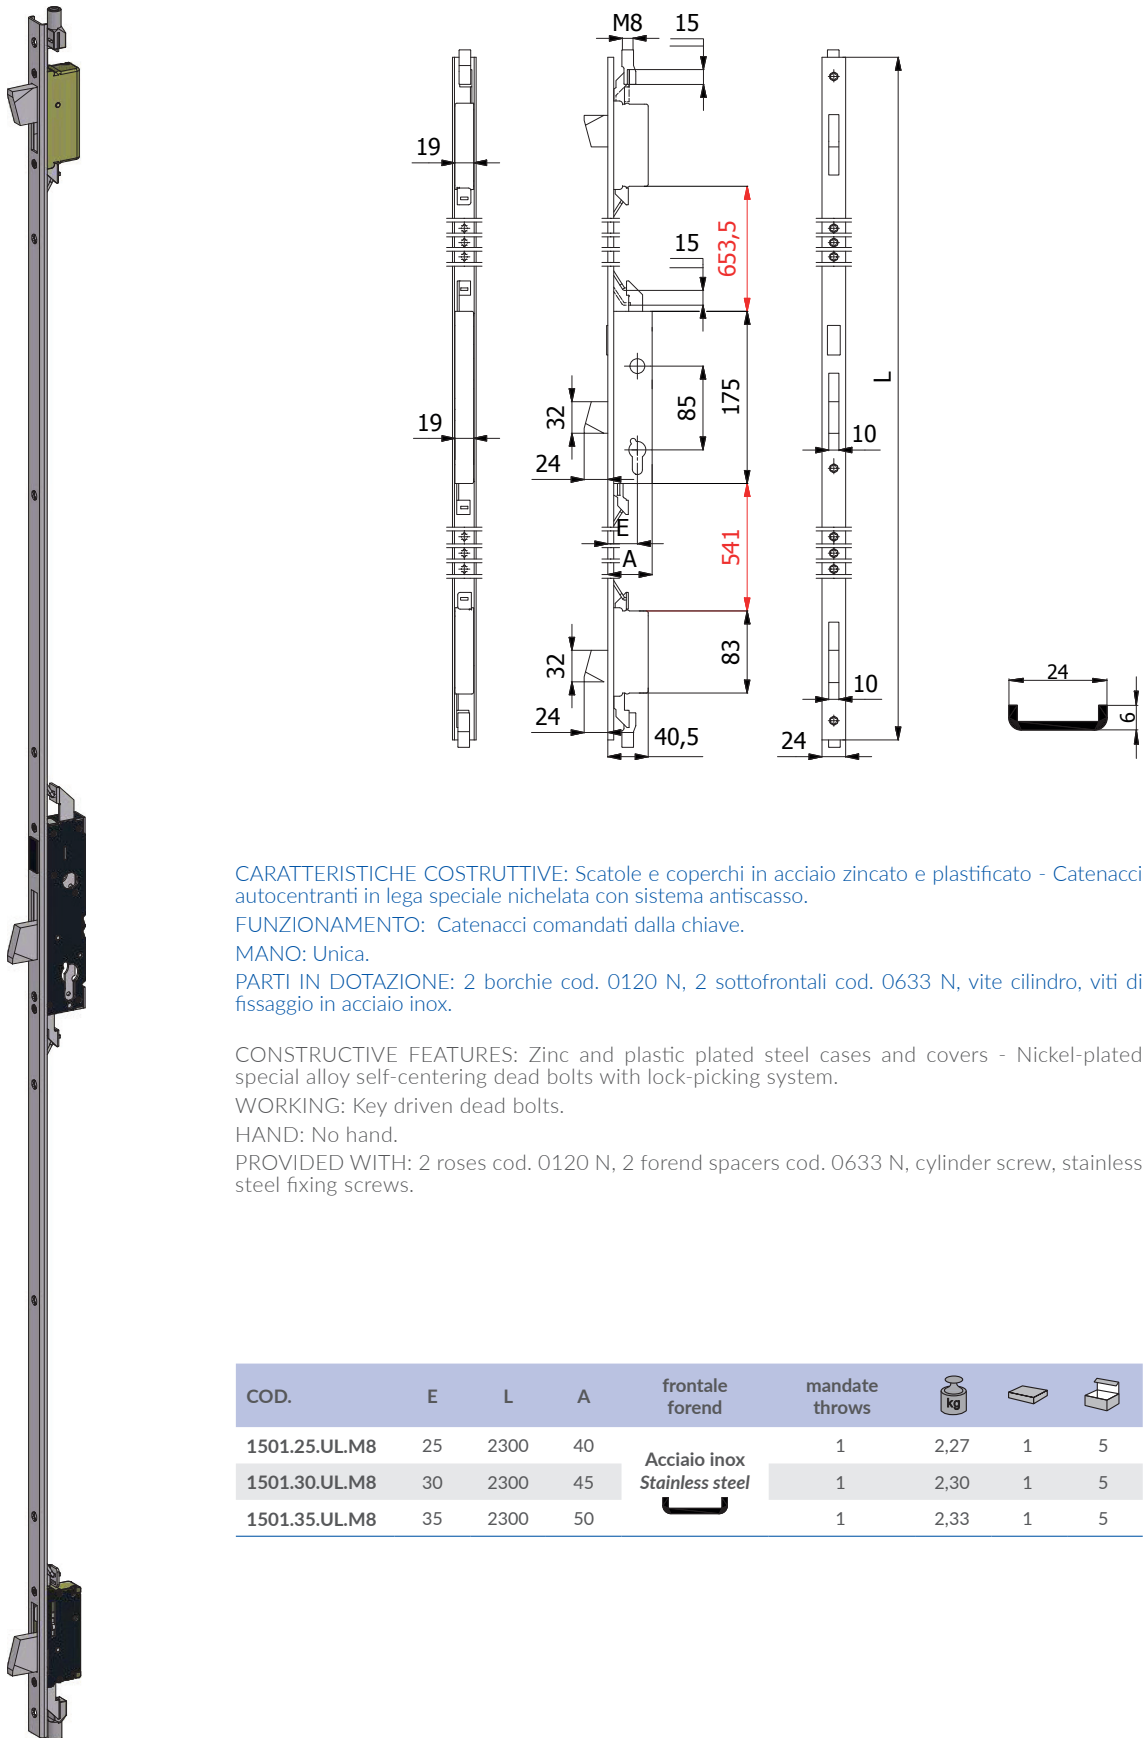 M8 15
19
15
653,5
175
85
32
19
24
E
A
541
32
83
24
40,5
L
10
10
24
24
6
CARATTERISTICHE COSTRUTTIVE: Scatole e coperchi in acciaio zincato e plastificato - Catenacci
autocentranti in lega speciale nichelata con sistema antiscasso.
FUNZIONAMENTO: Catenacci comandati dalla chiave.
MANO: Unica.
PARTI IN DOTAZIONE: 2 borchie cod. 0120 N, 2 sottofrontali cod. 0633 N, vite cilindro, viti di
fissaggio in acciaio inox.
CONSTRUCTIVE FEATURES: Zinc and plastic plated steel cases and covers - Nickel-plated
special alloy self-centering dead bolts with lock-picking system.
WORKING: Key driven dead bolts.
HAND: No hand.
PROVIDED WITH: 2 roses cod. 0120 N, 2 forend spacers cod. 0633 N, cylinder screw, stainless
steel fixing screws.
COD. E L A frontale forend mandate throws kg
1501.25.UL.M8 25 2300 40 1 2,27 1 5
Acciaio inox
Stainless steel
1501.30.UL.M8 30 2300 45 1 2,30 1 5
1501.35.UL.M8 35 2300 50 1 2,33 1 5